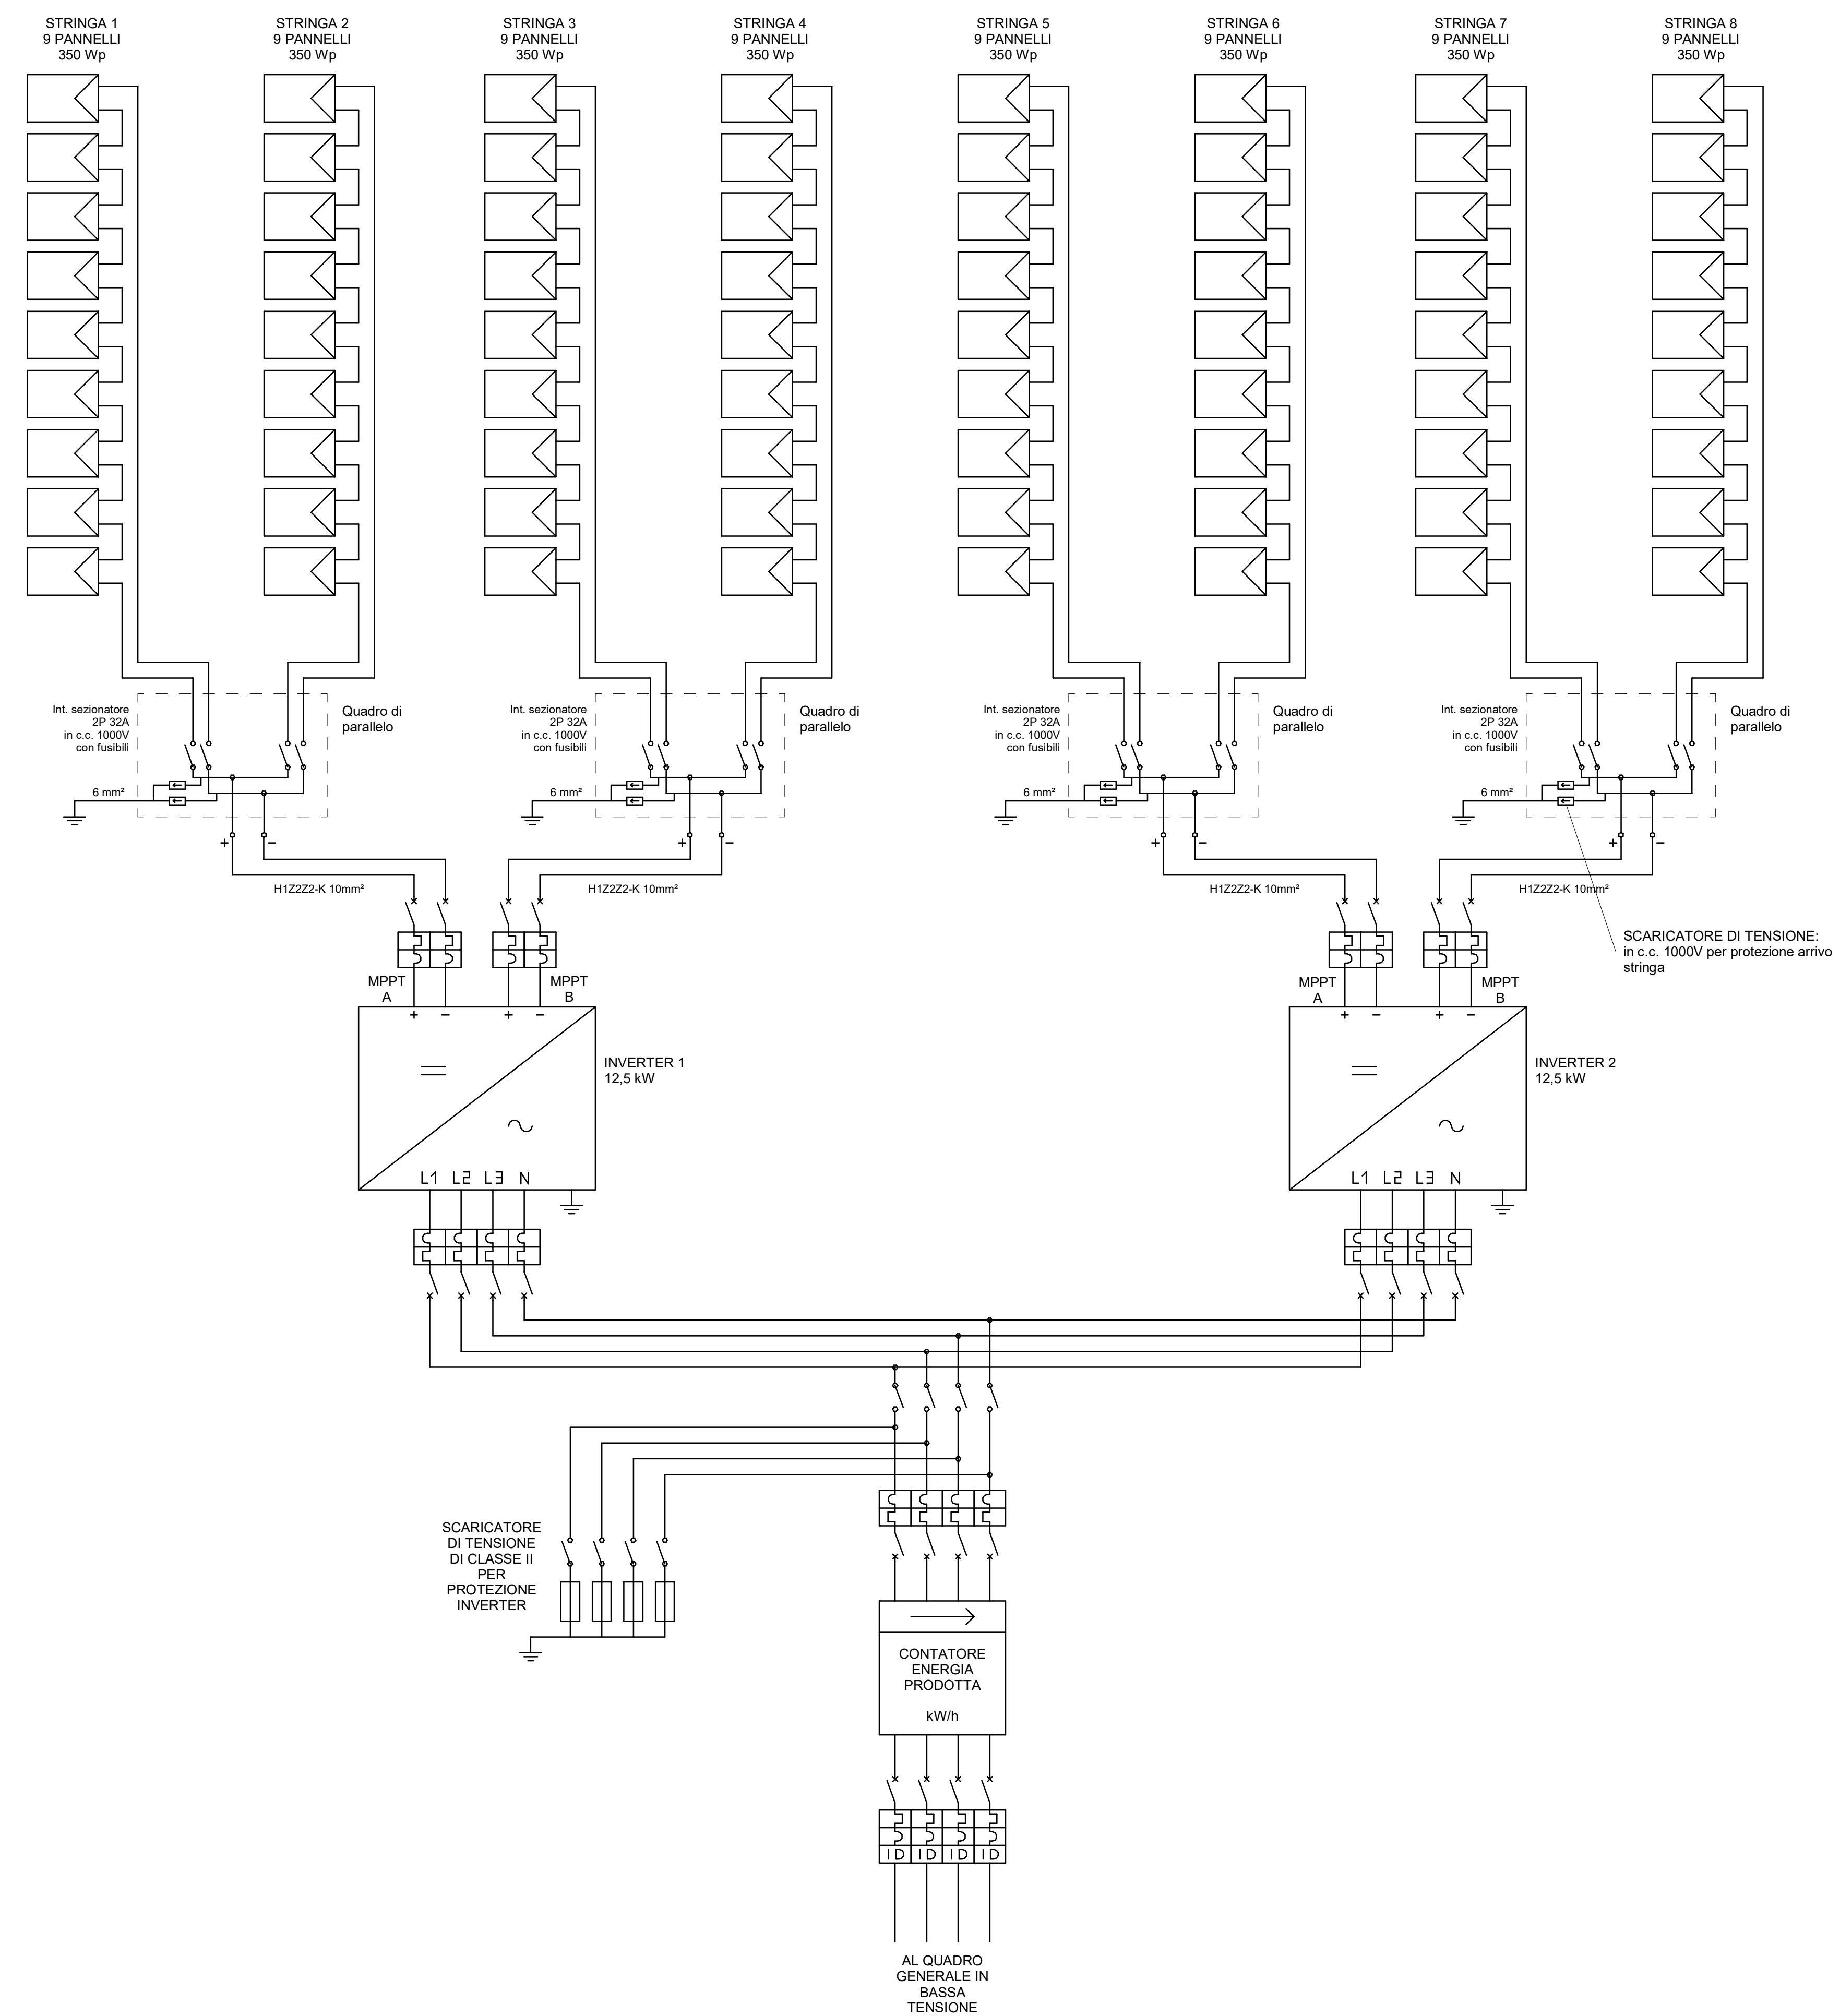 STRINGA 1
9 PANNELLI
350 Wp
STRINGA 2
9 PANNELLI
350 Wp
STRINGA 3
9 PANNELLI
350 Wp
STRINGA 4
9 PANNELLI
350 Wp
STRINGA 5
9 PANNELLI
350 Wp
STRINGA 6
9 PANNELLI
350 Wp
STRINGA 7
9 PANNELLI
350 Wp
STRINGA 8
9 PANNELLI
350 Wp
Int. sezionatore
2P 32A
in c.c. 1000V
con fusibili
Quadro di
parallelo
6 mm²
+
−
Int. sezionatore
2P 32A
in c.c. 1000V
con fusibili
Quadro di
parallelo
6 mm²
+
−
Int. sezionatore
2P 32A
in c.c. 1000V
con fusibili
Quadro di
parallelo
6 mm²
+
−
Int. sezionatore
2P 32A
in c.c. 1000V
con fusibili
Quadro di
parallelo
6 mm²
+
−
H1Z2Z2-K 10mm²
H1Z2Z2-K 10mm²
H1Z2Z2-K 10mm²
H1Z2Z2-K 10mm²
SCARICATORE DI TENSIONE:
in c.c. 1000V per protezione arrivo
stringa
MPPT
A
MPPT
B
+ − + −
INVERTER 1
12,5 kW
L1 L2 L3 N
MPPT
A
MPPT
B
+ − + −
INVERTER 2
12,5 kW
L1 L2 L3 N
SCARICATORE
DI TENSIONE
DI CLASSE II
PER
PROTEZIONE
INVERTER
CONTATORE
ENERGIA
PRODOTTA
kW/h
ID ID ID ID
AL QUADRO
GENERALE IN
BASSA
TENSIONE